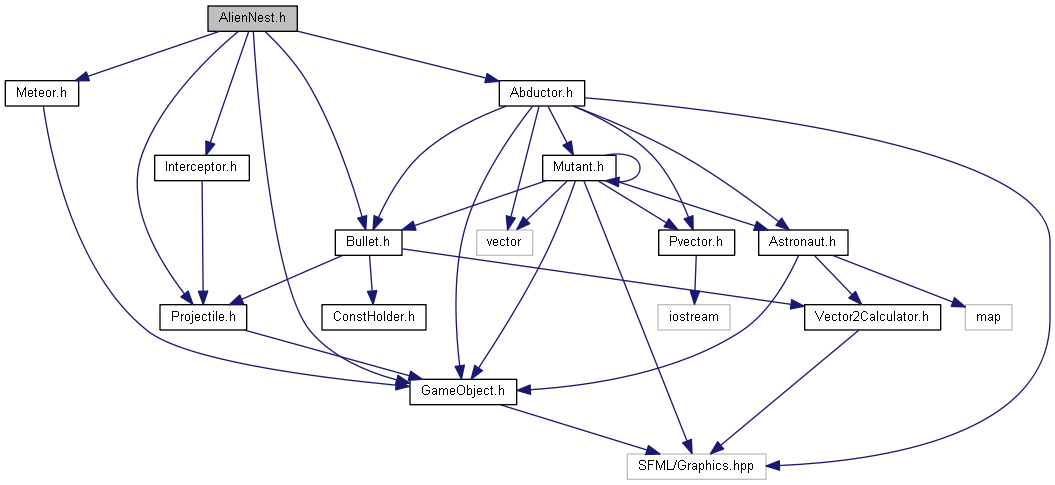 AlienNest.h
Meteor.h
Abductor.h
Interceptor.h
Mutant.h
Bullet.h
vector
Pvector.h
Astronaut.h
Projectile.h
ConstHolder.h
iostream
Vector2Calculator.h
map
GameObject.h
SFML/Graphics.hpp